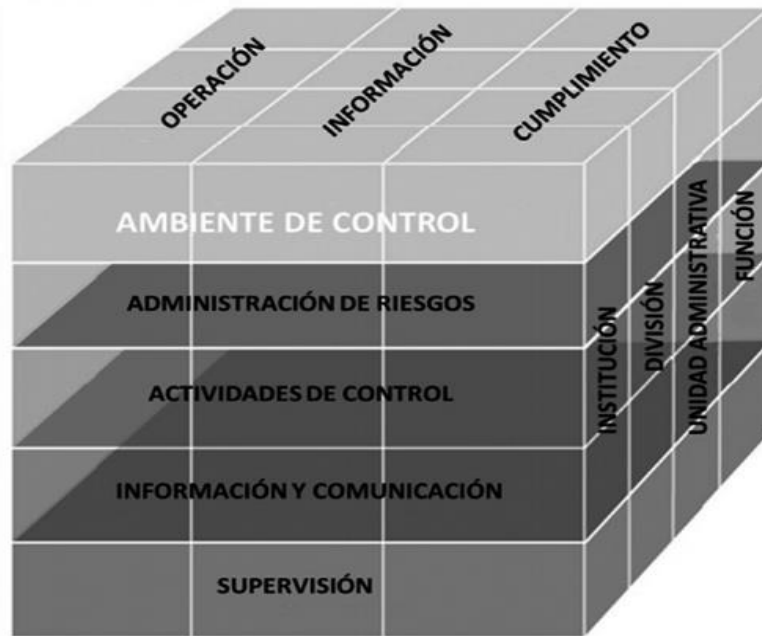 OPERACIÓN
INFORMACIÓN
CUMPLIMIENTO
AMBIENTE DE CONTROL
ADMINISTRACIÓN DE RIESGOS
ACTIVIDADES DE CONTROL
INFORMACIÓN Y COMUNICACIÓN
SUPERVISIÓN
INSTITUCIÓN
DIVISIÓN
UNIDAD ADMINISTRATIVA
FUNCIÓN